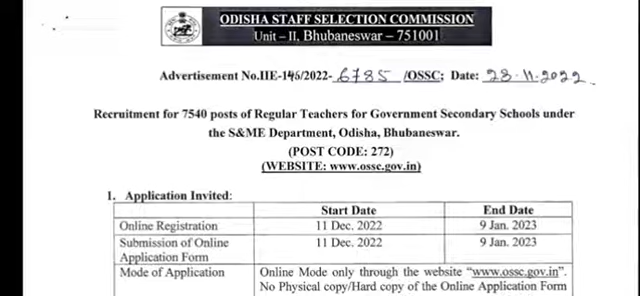 ODISHA STAFF SELECTION COMMISSION
Unit – II, Bhubaneswar – 751001
Advertisement No.IIE-145/2022- 6785 /OSSC; Date: 28-11-2022
Recruitment for 7540 posts of Regular Teachers for Government Secondary Schools under
the S&ME Department, Odisha, Bhubaneswar.
(POST CODE: 272)
(WEBSITE: www.ossc.gov.in)
1. Application Invited:
Start Date End Date
Online Registration 11 Dec. 2022 9 Jan. 2023
Submission of Online 11 Dec. 2022 9 Jan. 2023
Application Form
Mode of Application Online Mode only through the website “www.ossc.gov.in”.
No Physical copy/Hard copy of the Online Application Form